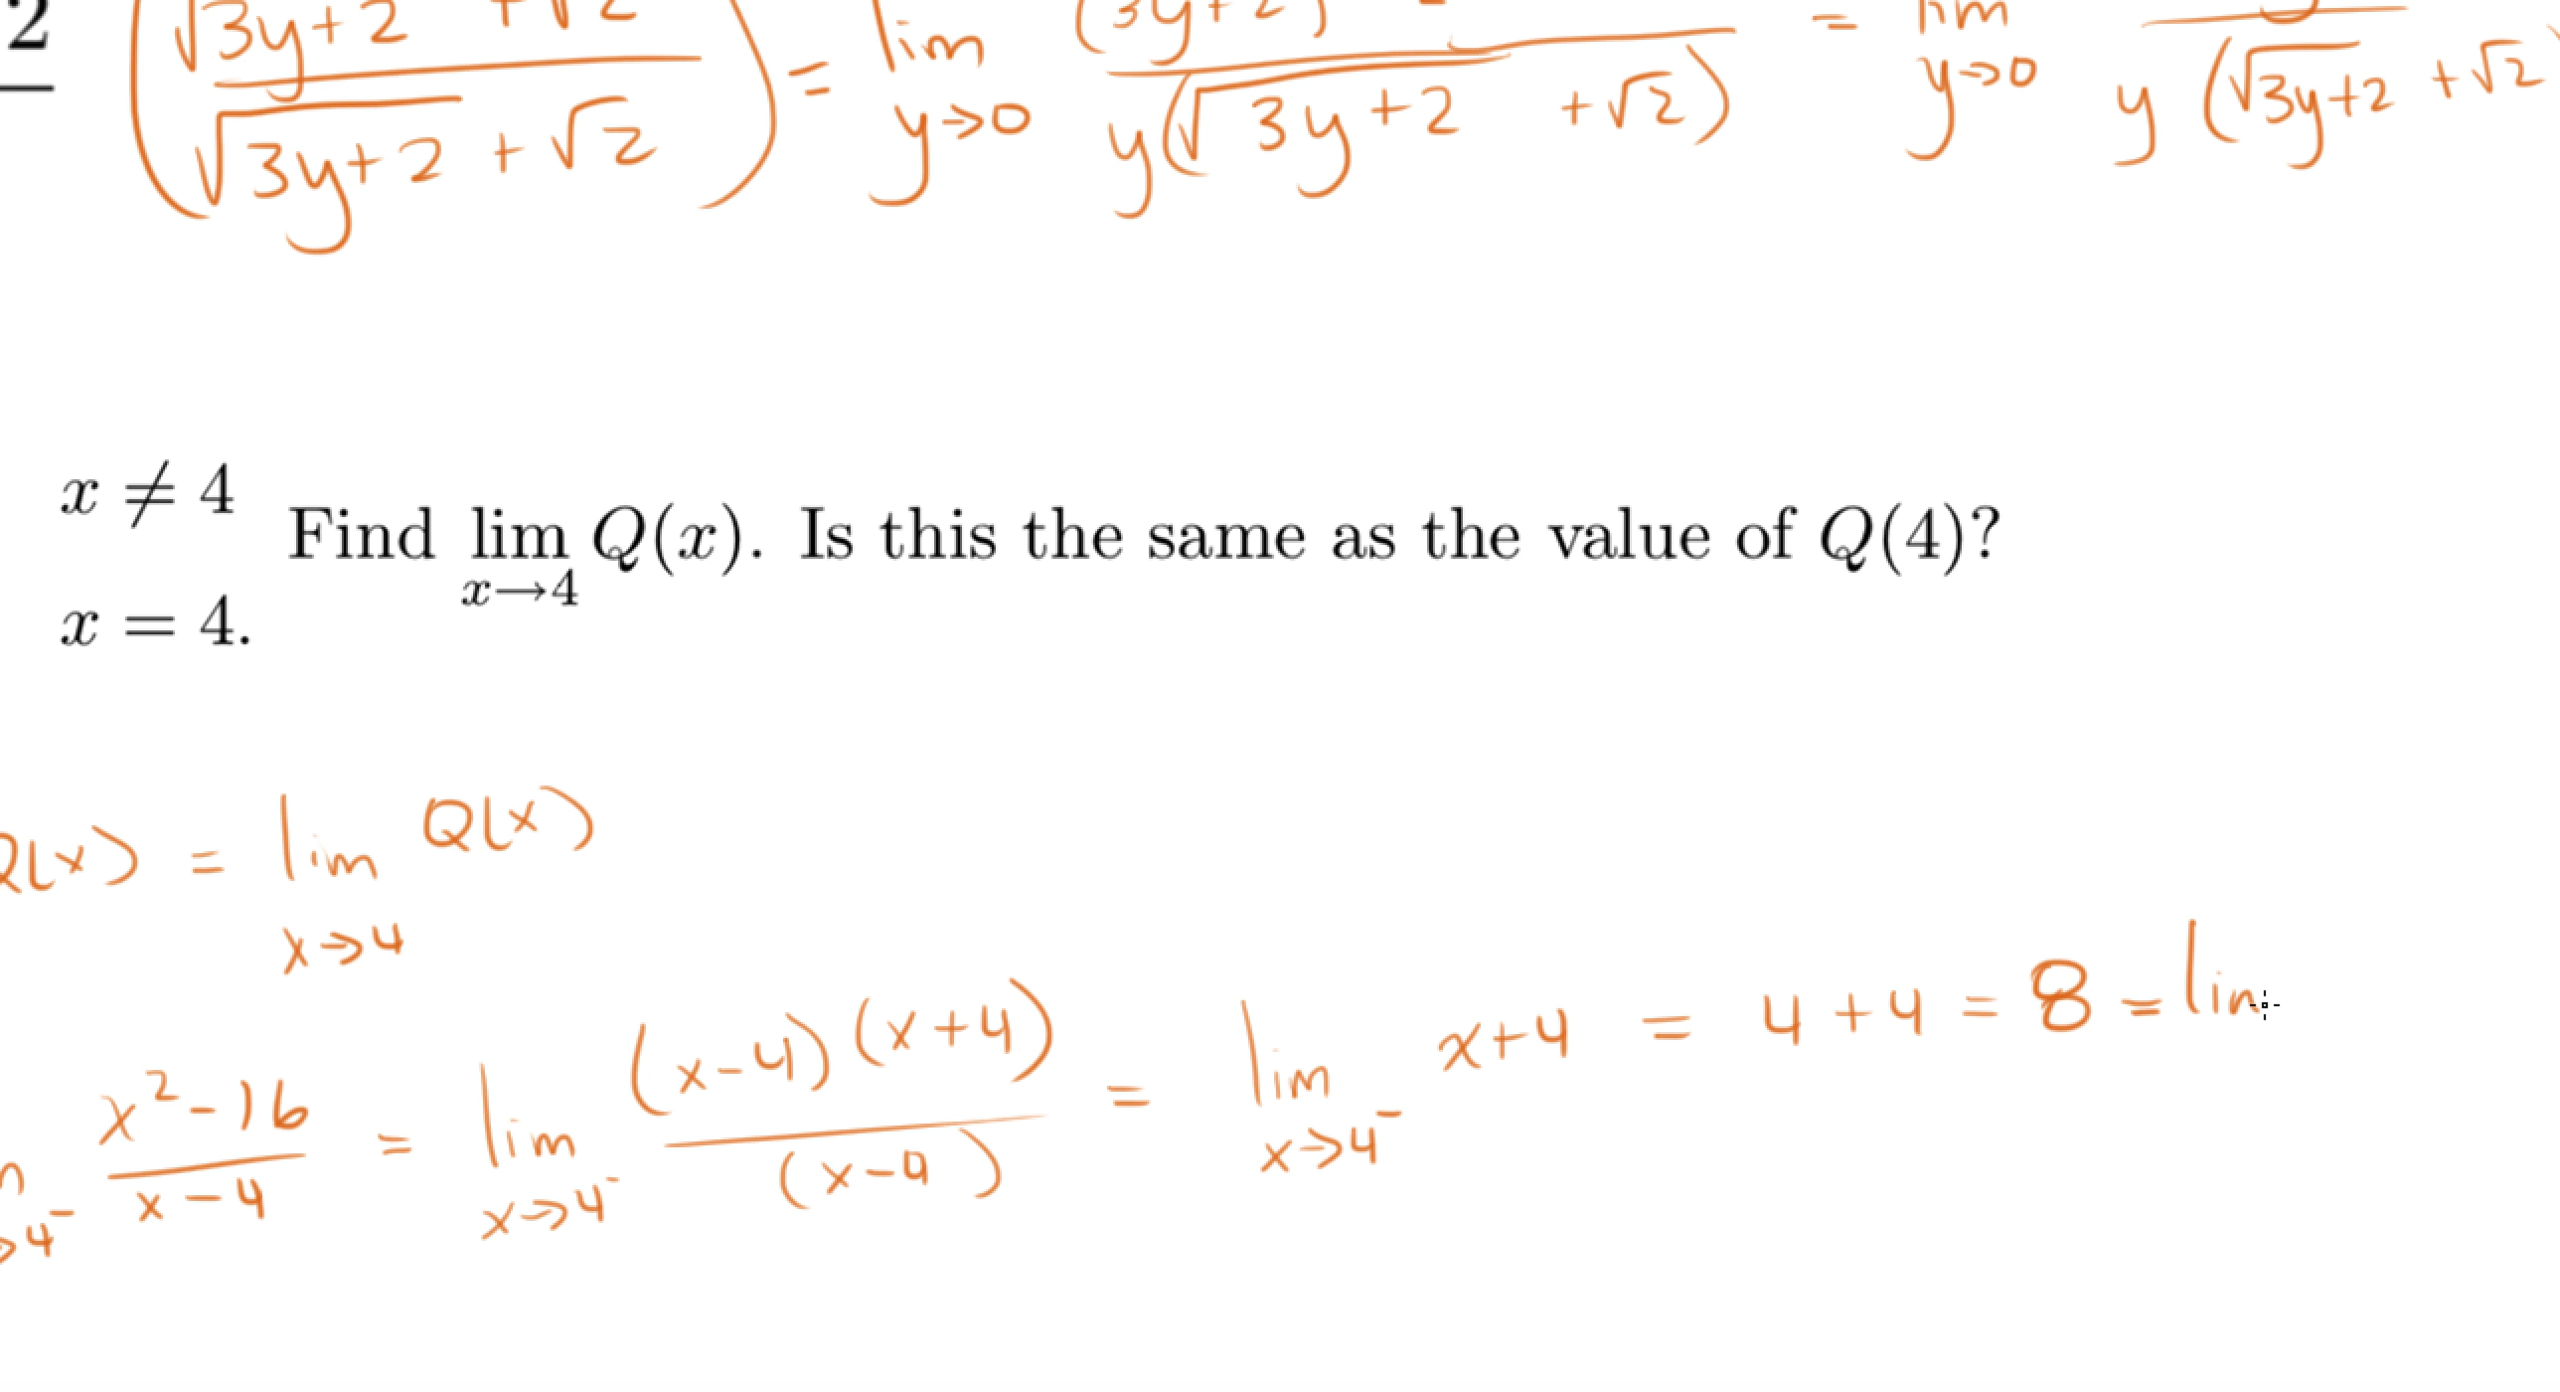 2 ( (√3y+2 + √2) / (√3y+2 + √2) ) = lim y→0 (3y+2) - / y(√3y+2 + √2) = lim y→0 / y (√3y+2 + √2
x ≠ 4
Find lim x→4 Q(x). Is this the same as the value of Q(4)?
x = 4.
Q(x) = lim x→4 Q(x)
→4⁻ x²-16 / x-4 = lim x→4⁻ (x-4)(x+4) / (x-4) = lim x→4⁻ x+4 = 4+4 = 8 = lim